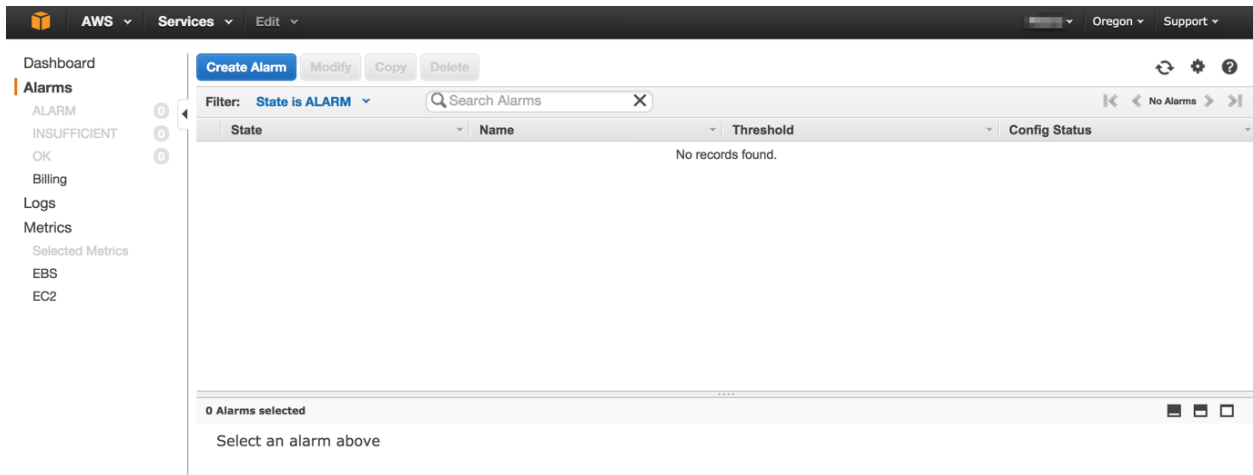 AWS Services Edit Oregon Support
Dashboard
Alarms
ALARM 0
INSUFFICIENT 0
OK 0
Billing
Logs
Metrics
Selected Metrics
EBS
EC2
Create Alarm Modify Copy Delete
Filter: State is ALARM Search Alarms No Alarms
State Name Threshold Config Status
No records found.
0 Alarms selected
Select an alarm above